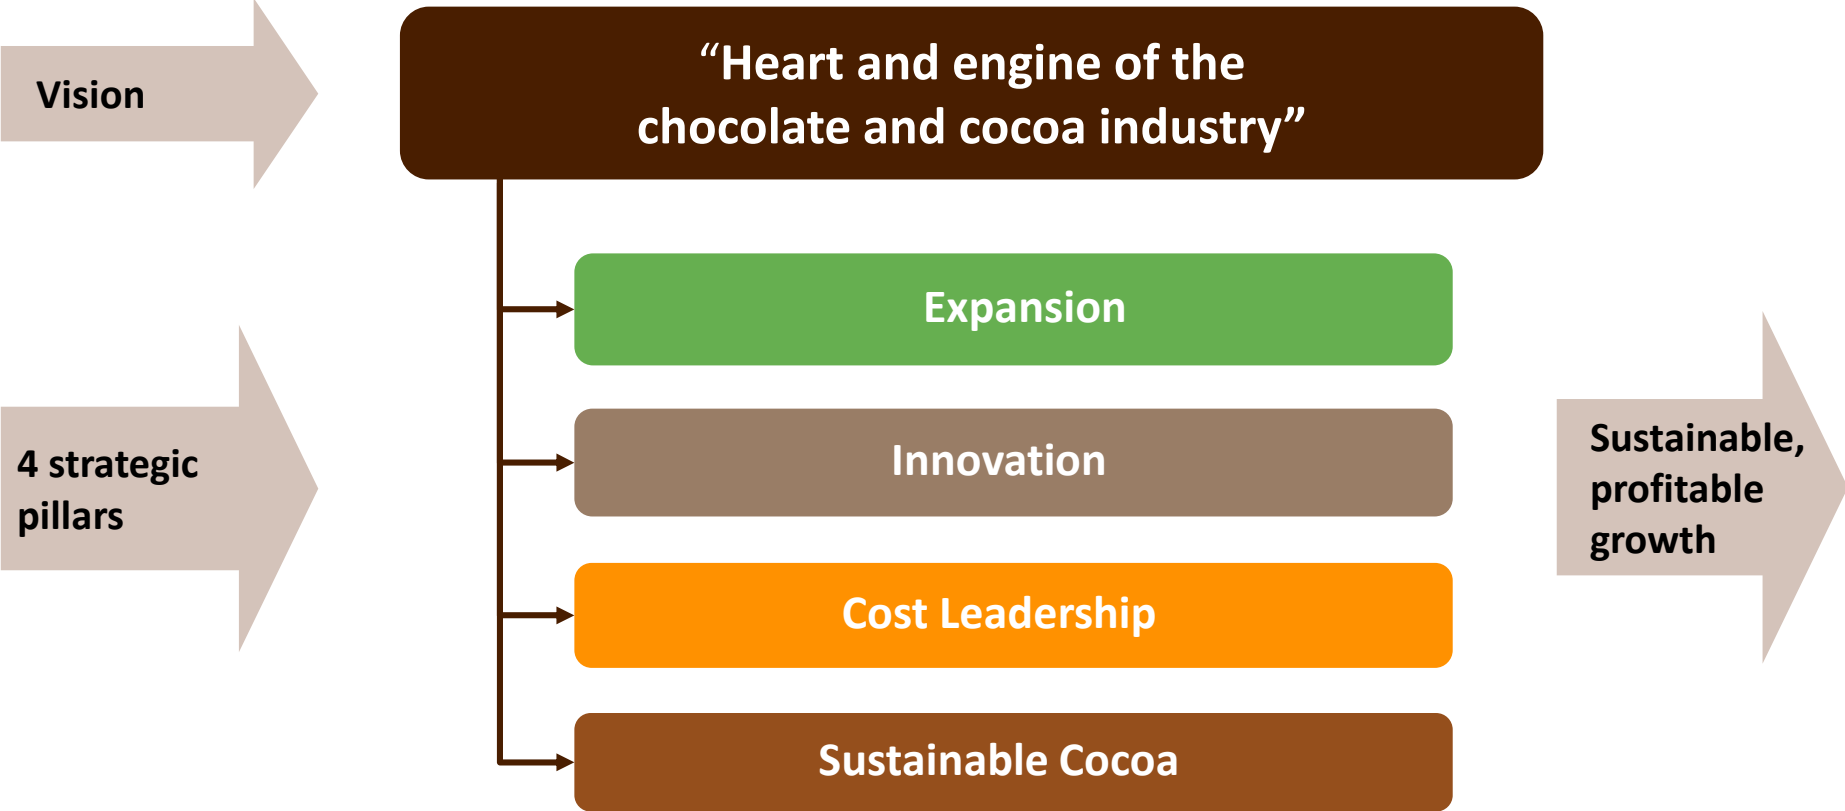 Vision
“Heart and engine of the
chocolate and cocoa industry”
4 strategic
pillars
Expansion
Innovation
Cost Leadership
Sustainable Cocoa
Sustainable,
profitable
growth